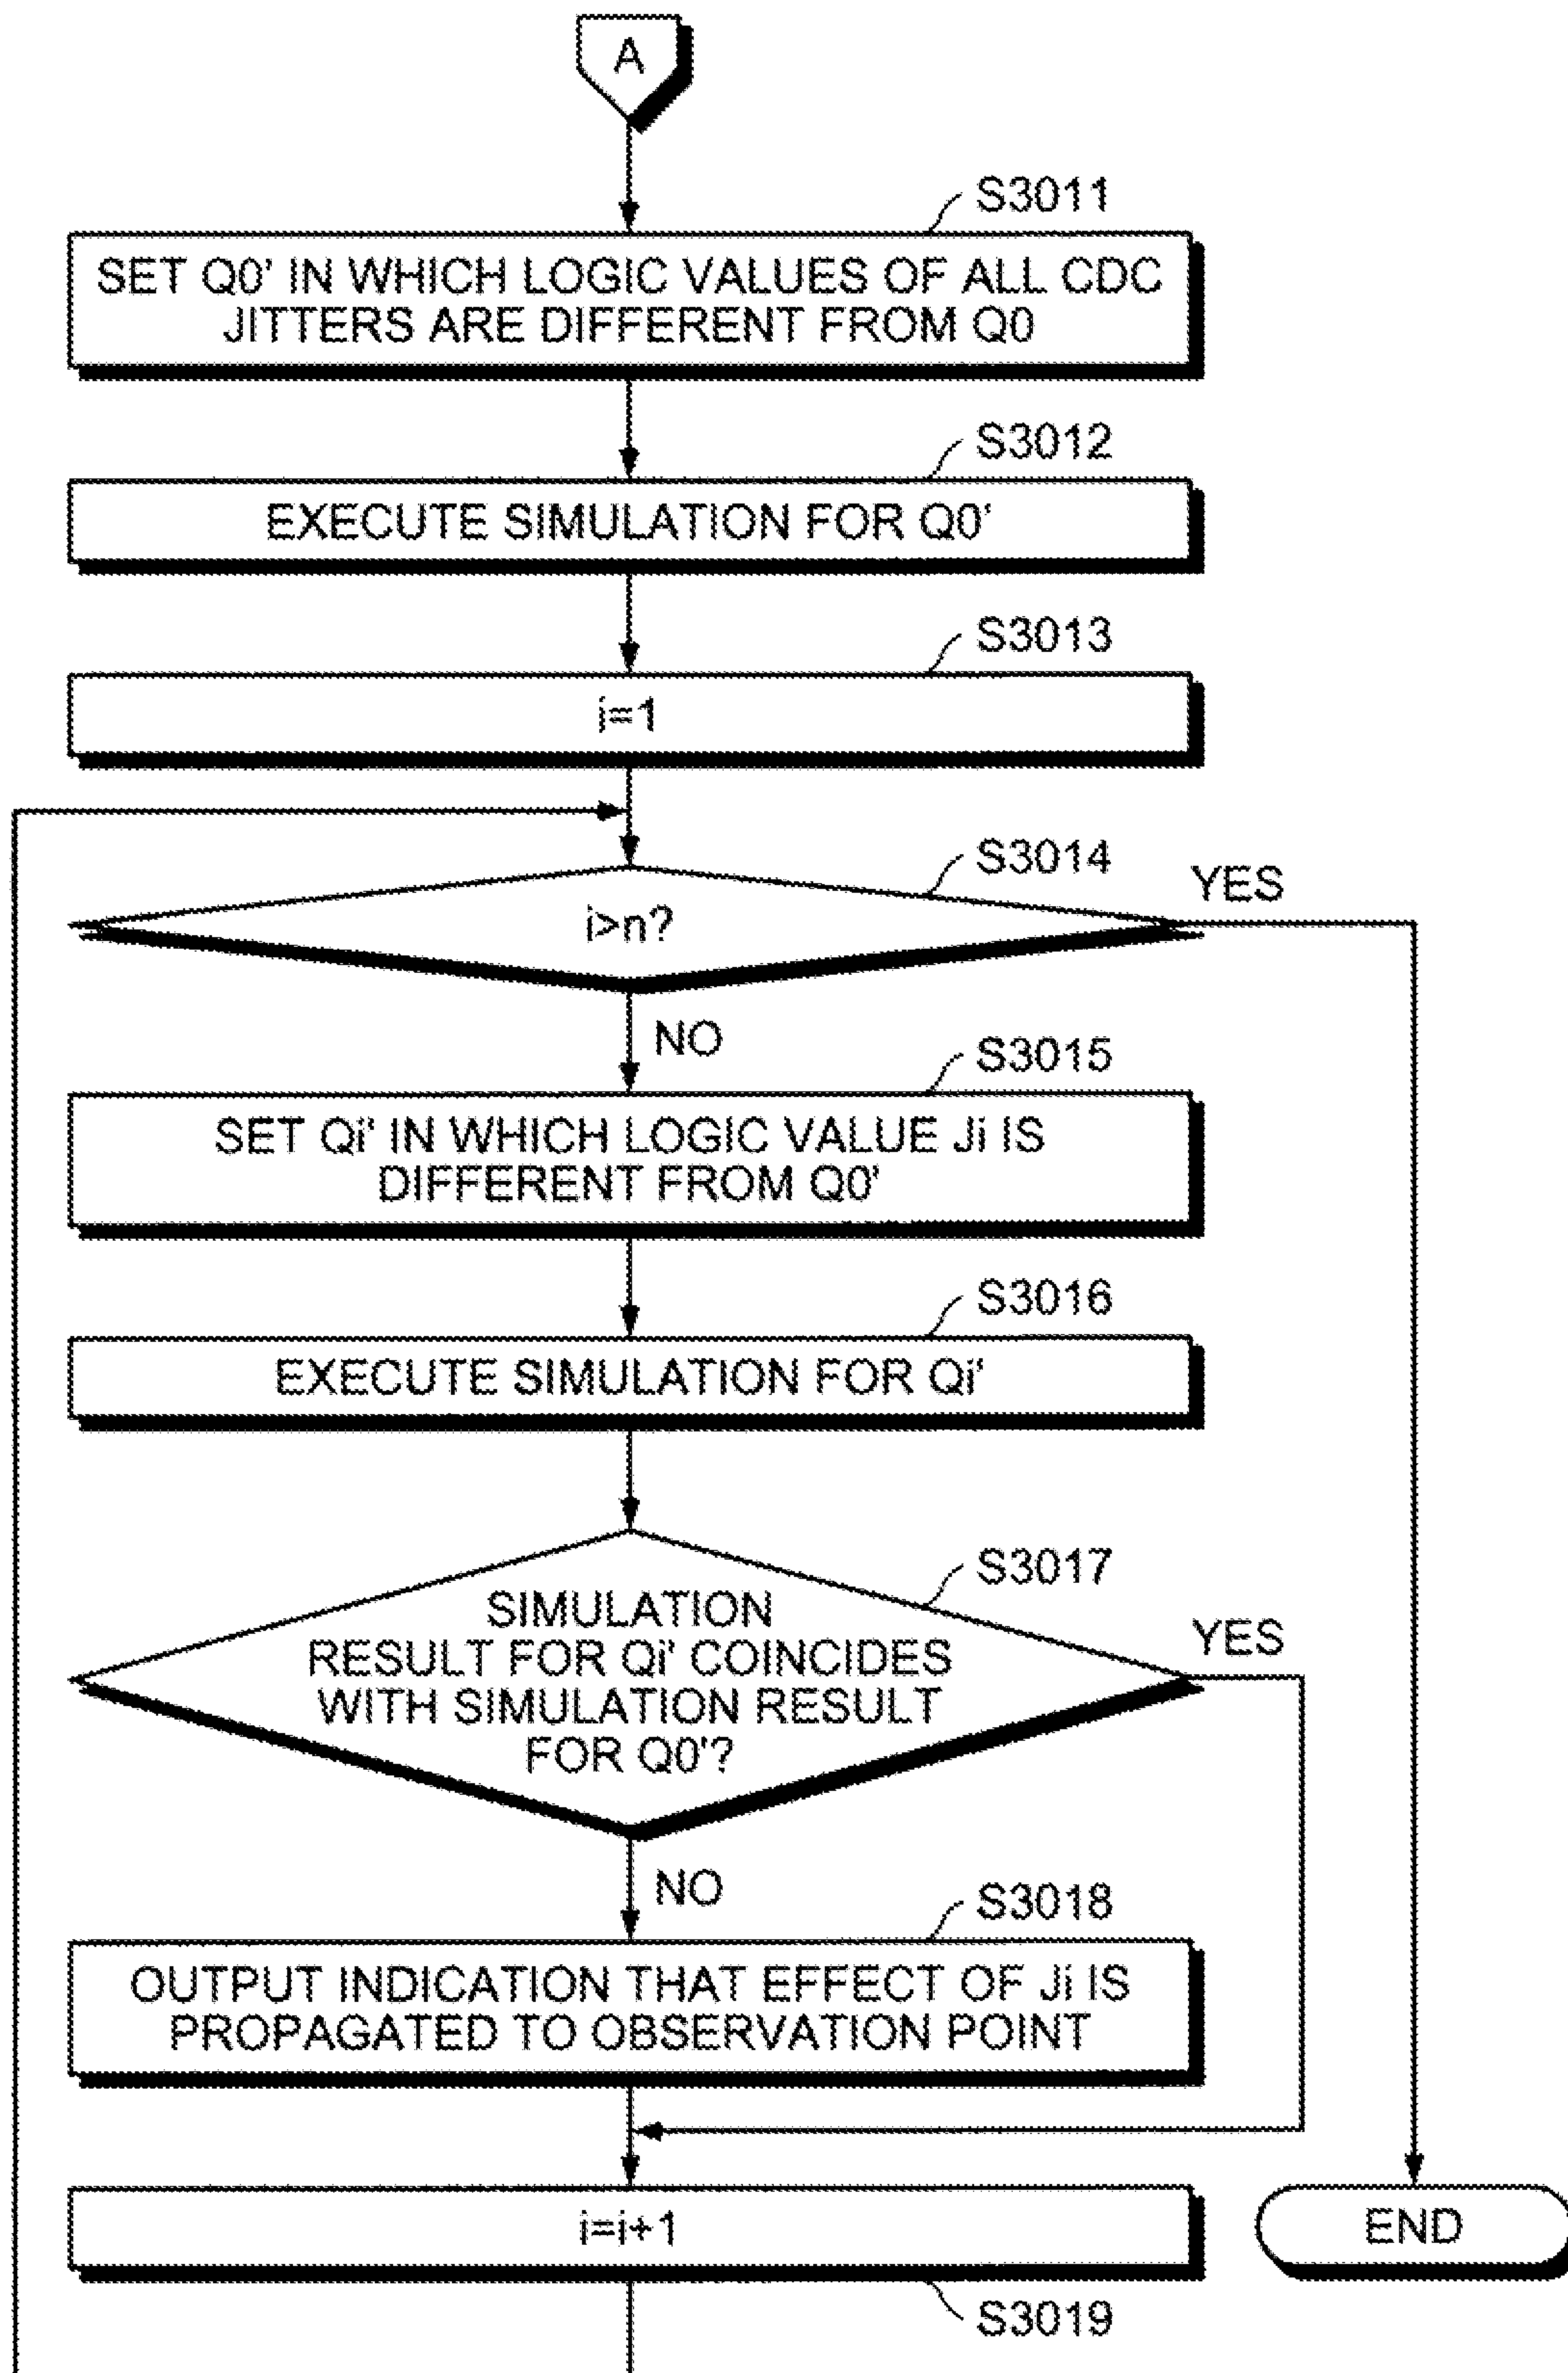 A
S3011
SET Q0' IN WHICH LOGIC VALUES OF ALL CDC
JITTERS ARE DIFFERENT FROM Q0
S3012
EXECUTE SIMULATION FOR Q0'
S3013
i=1
S3014
YES
i>n?
NO
S3015
SET Qi' IN WHICH LOGIC VALUE Ji IS
DIFFERENT FROM Q0'
S3016
EXECUTE SIMULATION FOR Qi'
S3017
SIMULATION
YES
RESULT FOR Qi' COINCIDES
WITH SIMULATION RESULT
FOR Q0'?
NO
S3018
OUTPUT INDICATION THAT EFFECT OF Ji IS
PROPAGATED TO OBSERVATION POINT
i=i+1
END
S3019